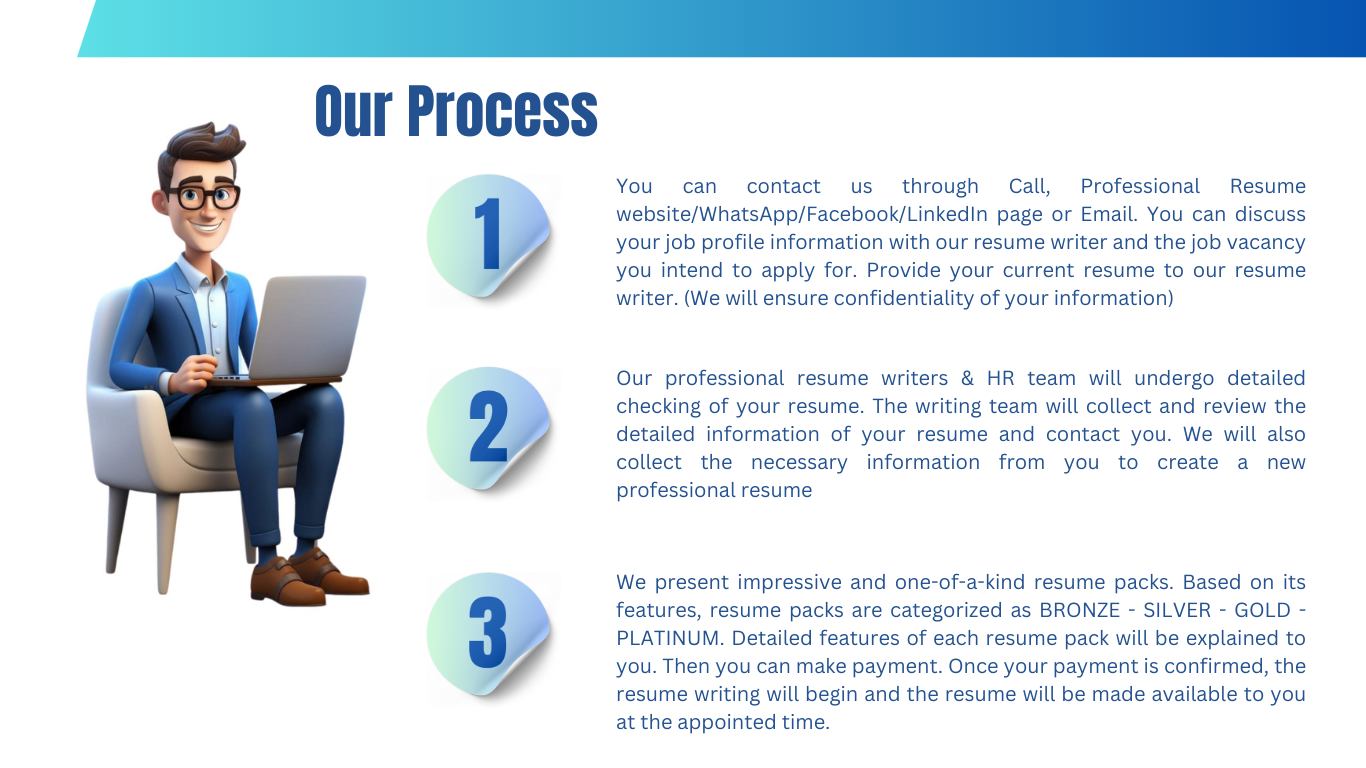 Our Process
1
You can contact us through Call, Professional Resume
website/WhatsApp/Facebook/LinkedIn page or Email. You can discuss
your job profile information with our resume writer and the job vacancy
you intend to apply for. Provide your current resume to our resume
writer. (We will ensure confidentiality of your information)
2
Our professional resume writers & HR team will undergo detailed
checking of your resume. The writing team will collect and review the
detailed information of your resume and contact you. We will also
collect the necessary information from you to create a new
professional resume
3
We present impressive and one-of-a-kind resume packs. Based on its
features, resume packs are categorized as BRONZE - SILVER - GOLD -
PLATINUM. Detailed features of each resume pack will be explained to
you. Then you can make payment. Once your payment is confirmed, the
resume writing will begin and the resume will be made available to you
at the appointed time.